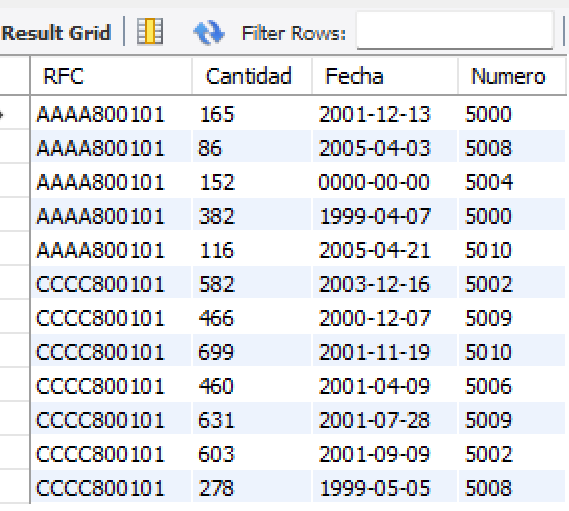 Result Grid Filter Rows:
RFC Cantidad Fecha Numero
AAAA800101 165 2001-12-13 5000
AAAA800101 86 2005-04-03 5008
AAAA800101 152 0000-00-00 5004
AAAA800101 382 1999-04-07 5000
AAAA800101 116 2005-04-21 5010
CCCC800101 582 2003-12-16 5002
CCCC800101 466 2000-12-07 5009
CCCC800101 699 2001-11-19 5010
CCCC800101 460 2001-04-09 5006
CCCC800101 631 2001-07-28 5009
CCCC800101 603 2001-09-09 5002
CCCC800101 278 1999-05-05 5008